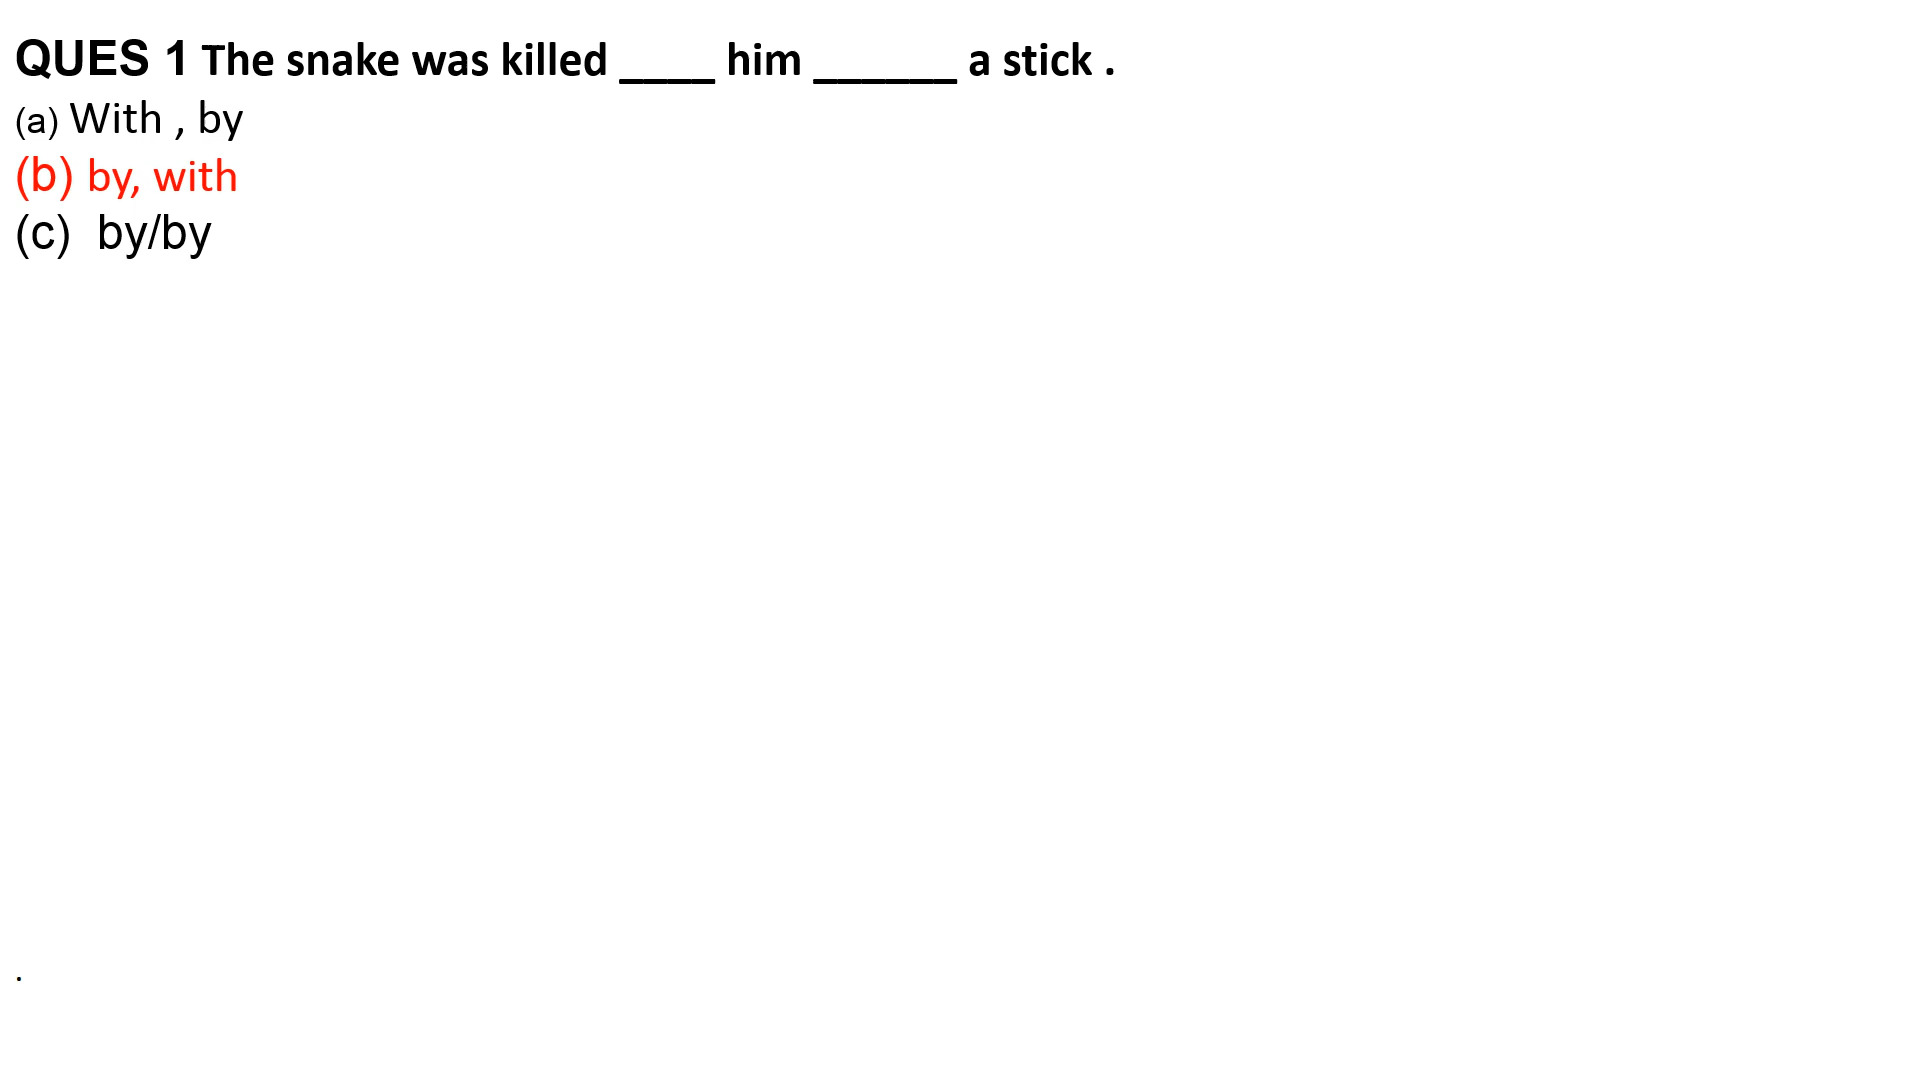 QUES 1 The snake was killed ____ him ______ a stick .
(a) With , by
(b) by, with
(c) by/by
.